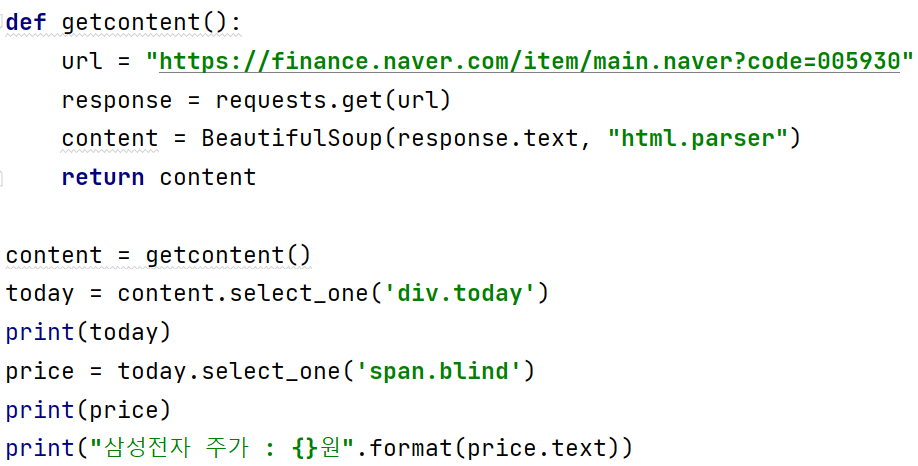 def getcontent():
    url = "https://finance.naver.com/item/main.naver?code=005930"
    response = requests.get(url)
    content = BeautifulSoup(response.text, "html.parser")
    return content
content = getcontent()
today = content.select_one('div.today')
print(today)
price = today.select_one('span.blind')
print(price)
print("삼성전자 주가 : {}원".format(price.text))